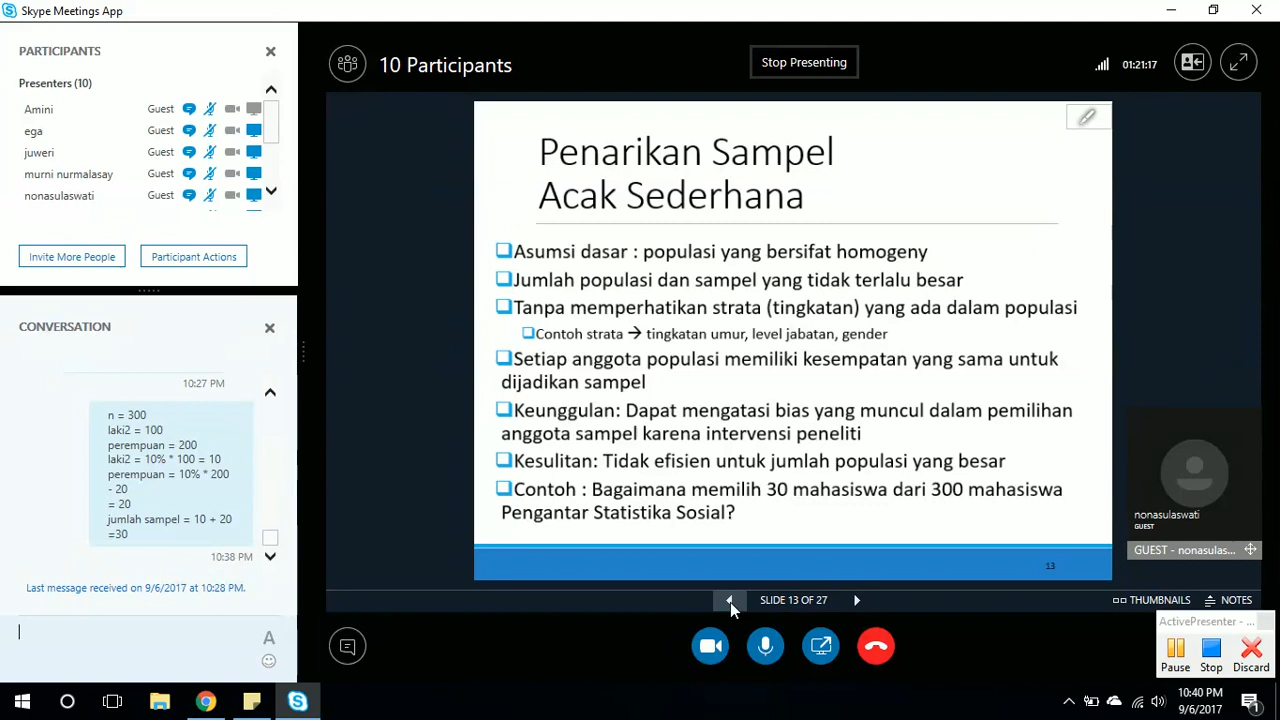 Skype Meetings App
PARTICIPANTS
Presenters (10)
Amini Guest
ega Guest
juweri Guest
murni nurmalasay Guest
nonasulaswati Guest
Invite More People Participant Actions
CONVERSATION
10:27 PM
n = 300
laki2 = 100
perempuan = 200
laki2 = 10% * 100 = 10
perempuan = 10% * 200
- 20
= 20
jumlah sampel = 10 + 20
=30
10:38 PM
Last message received on 9/6/2017 at 10:28 PM.
A
10 Participants
Stop Presenting
01:21:17
Penarikan Sampel
Acak Sederhana
Asumsi dasar : populasi yang bersifat homogeny
Jumlah populasi dan sampel yang tidak terlalu besar
Tanpa memperhatikan strata (tingkatan) yang ada dalam populasi
Contoh strata → tingkatan umur, level jabatan, gender
Setiap anggota populasi memiliki kesempatan yang sama untuk
dijadikan sampel
Keunggulan: Dapat mengatasi bias yang muncul dalam pemilihan
anggota sampel karena intervensi peneliti
Kesulitan: Tidak efisien untuk jumlah populasi yang besar
Contoh : Bagaimana memilih 30 mahasiswa dari 300 mahasiswa
Pengantar Statistika Sosial?
13
nonasulaswati
GUEST
GUEST - nonasulas...
SLIDE 13 OF 27
THUMBNAILS NOTES
ActivePresenter - ...
Pause Stop Discard
10:40 PM
9/6/2017
1